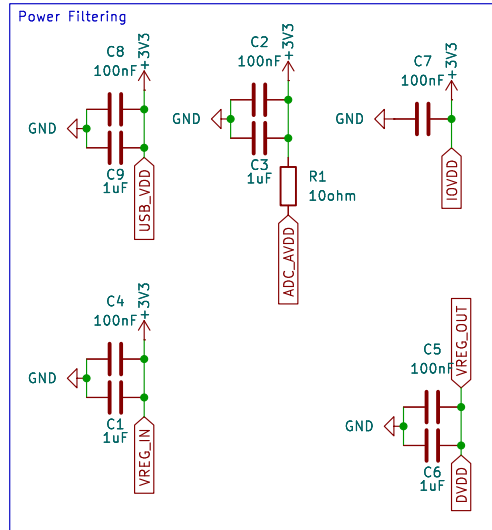 Power Filtering
C8
100nF
+3V3
GND
C9
1uF
USB_VDD
C2
100nF
+3V3
GND
C3
1uF
R1
10ohm
ADC_AVDD
C7
100nF
+3V3
GND
IOVDD
C4
100nF
+3V3
GND
C1
1uF
VREG_IN
VREG_OUT
C5
100nF
GND
C6
1uF
DVDD